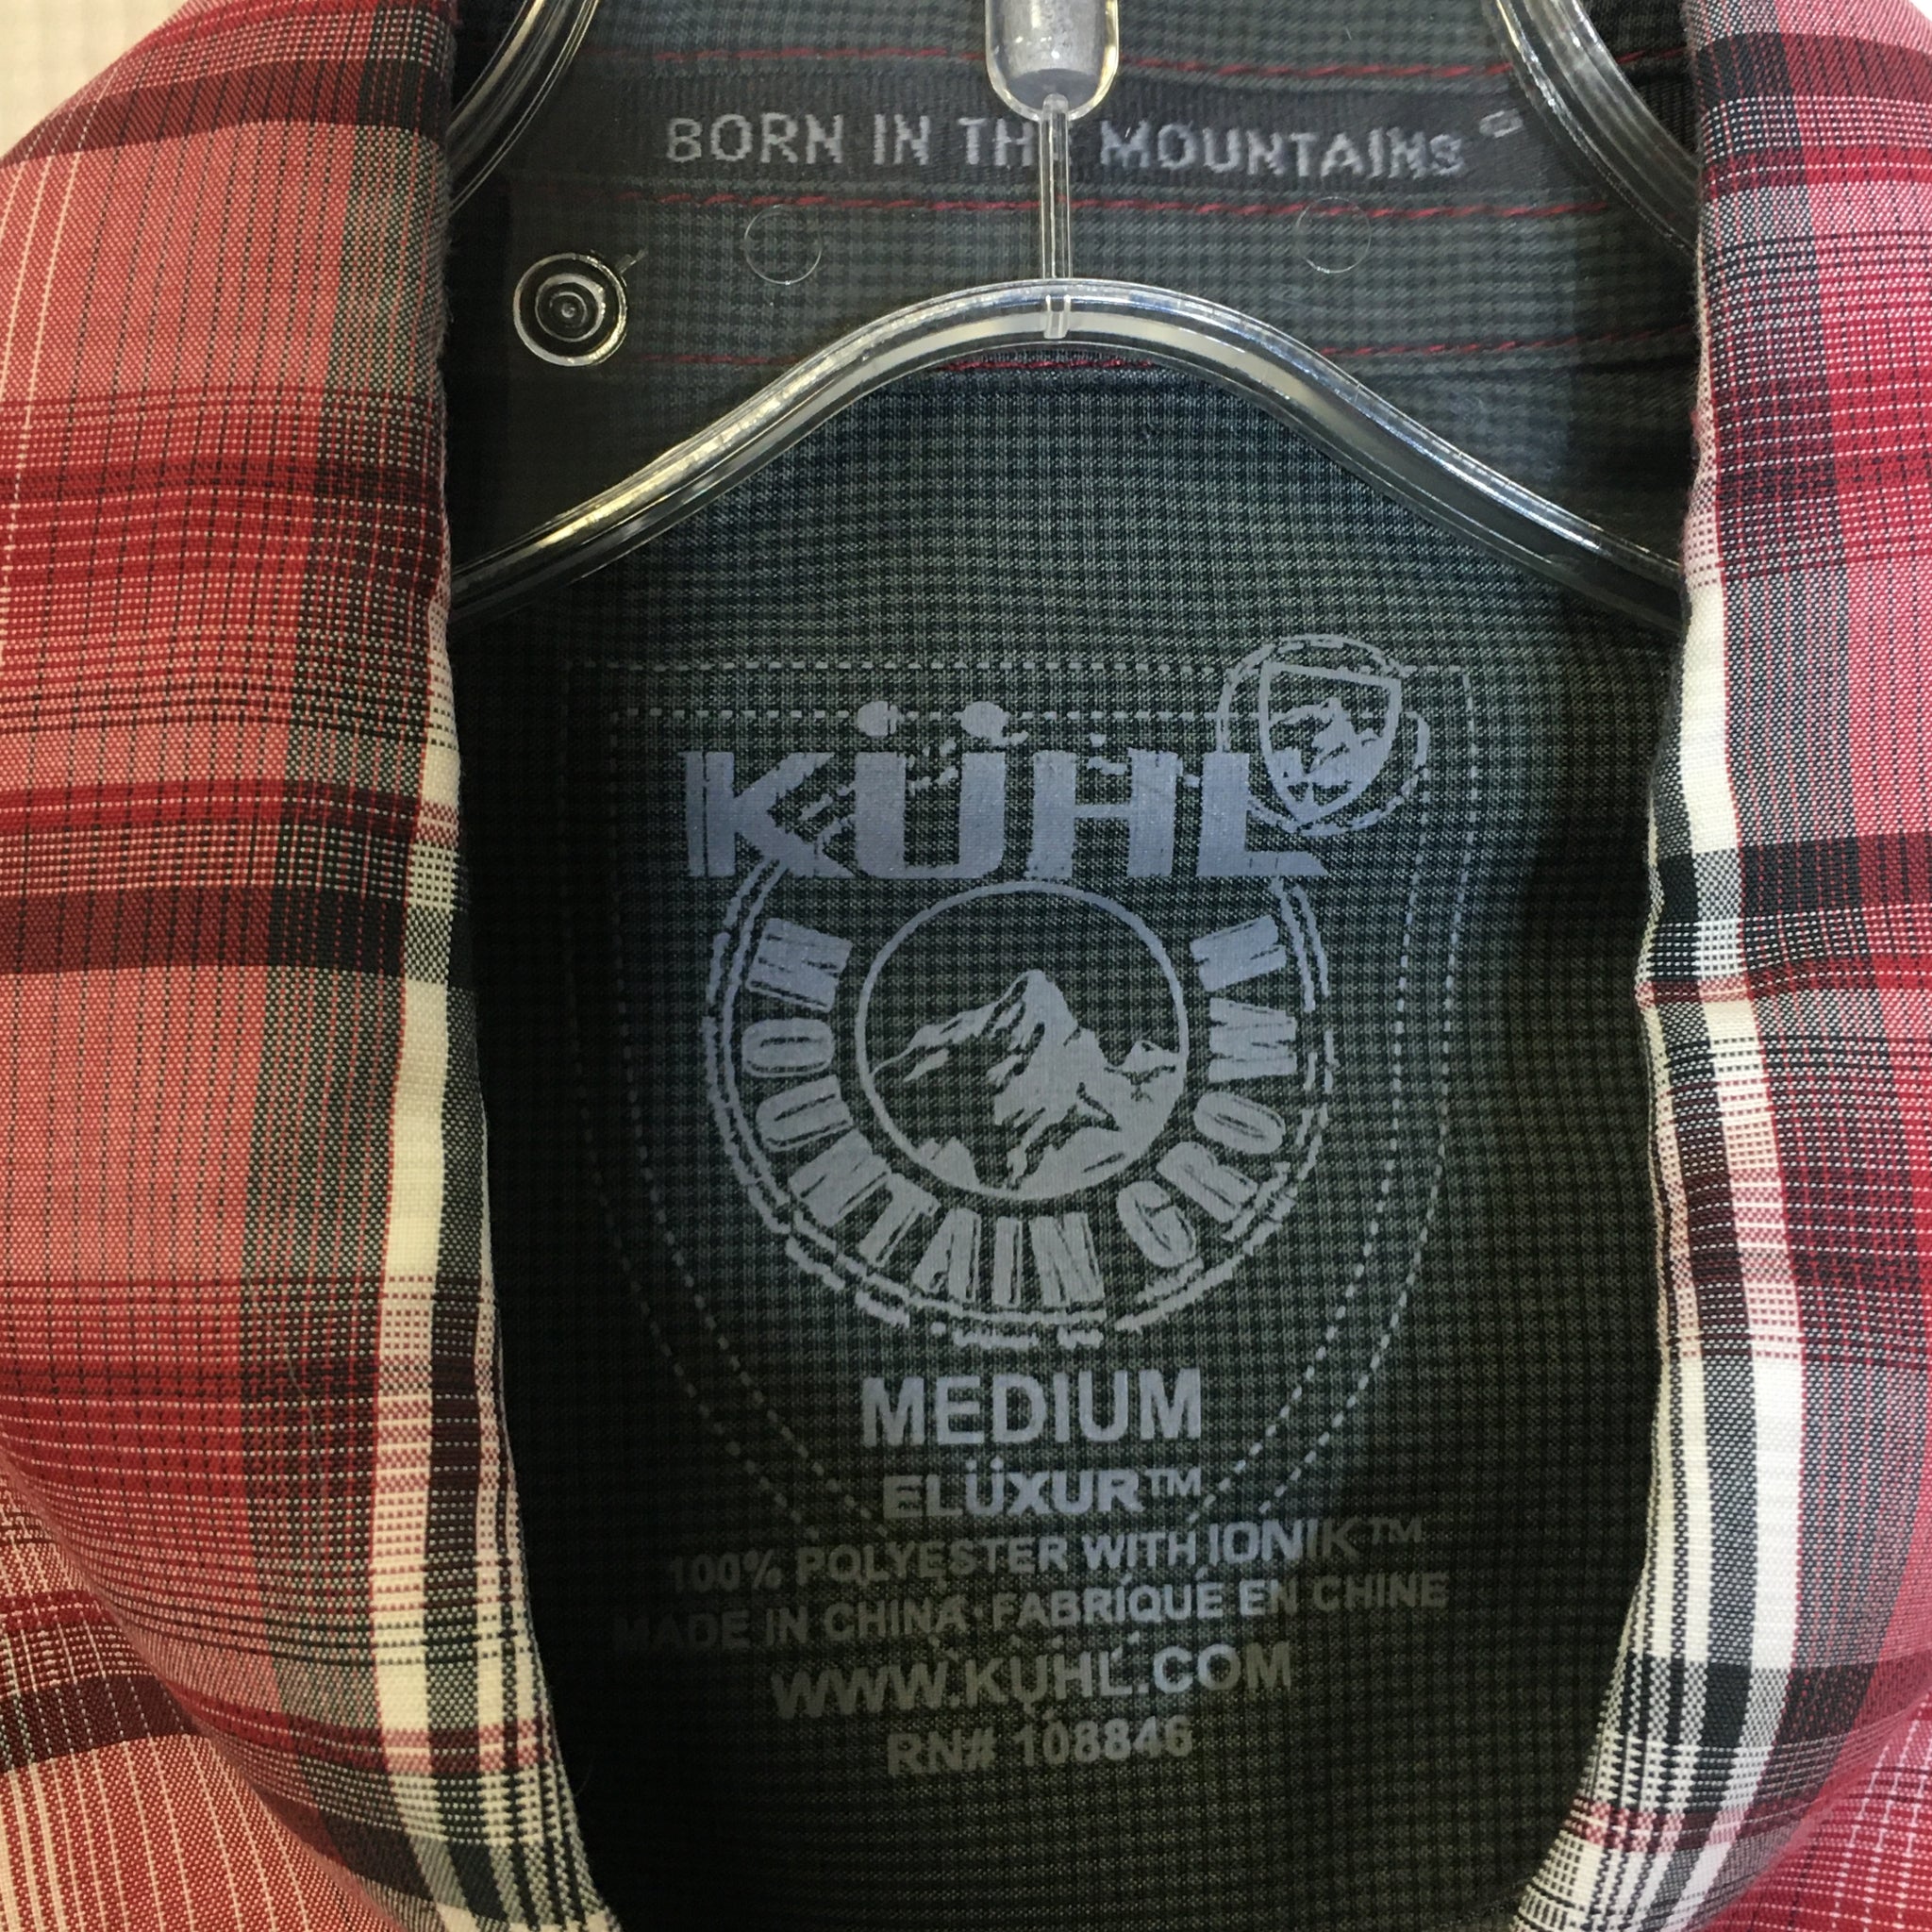 BORN IN THE MOUNTAINS
KÜHL
MOUNTAIN GROWN
MEDIUM
ELÜXUR™
100% POLYESTER WITH IONIK™
MADE IN CHINA·FABRIQUÉ EN CHINE
WWW.KUHL.COM
RN# 108846